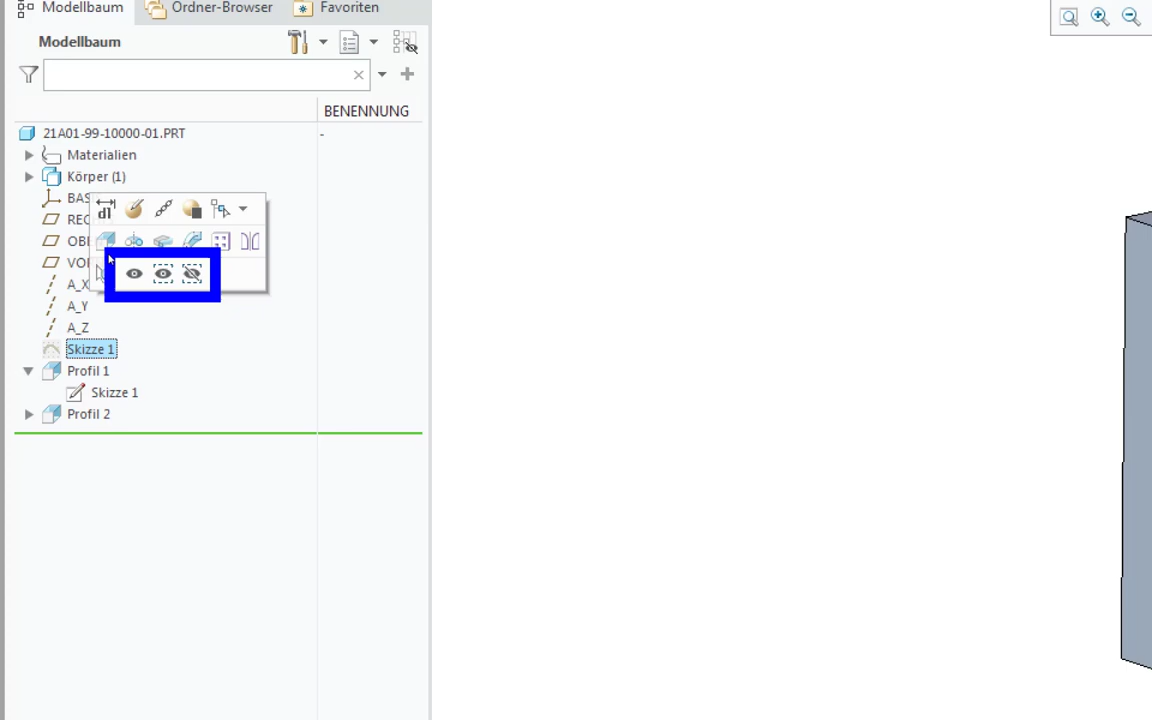 Modellbaum Ordner-Browser Favoriten
Modellbaum
BENENNUNG
21A01-99-10000-01.PRT -
Materialien
Körper (1)
A_Y
A_Z
Skizze 1
Profil 1
Skizze 1
Profil 2